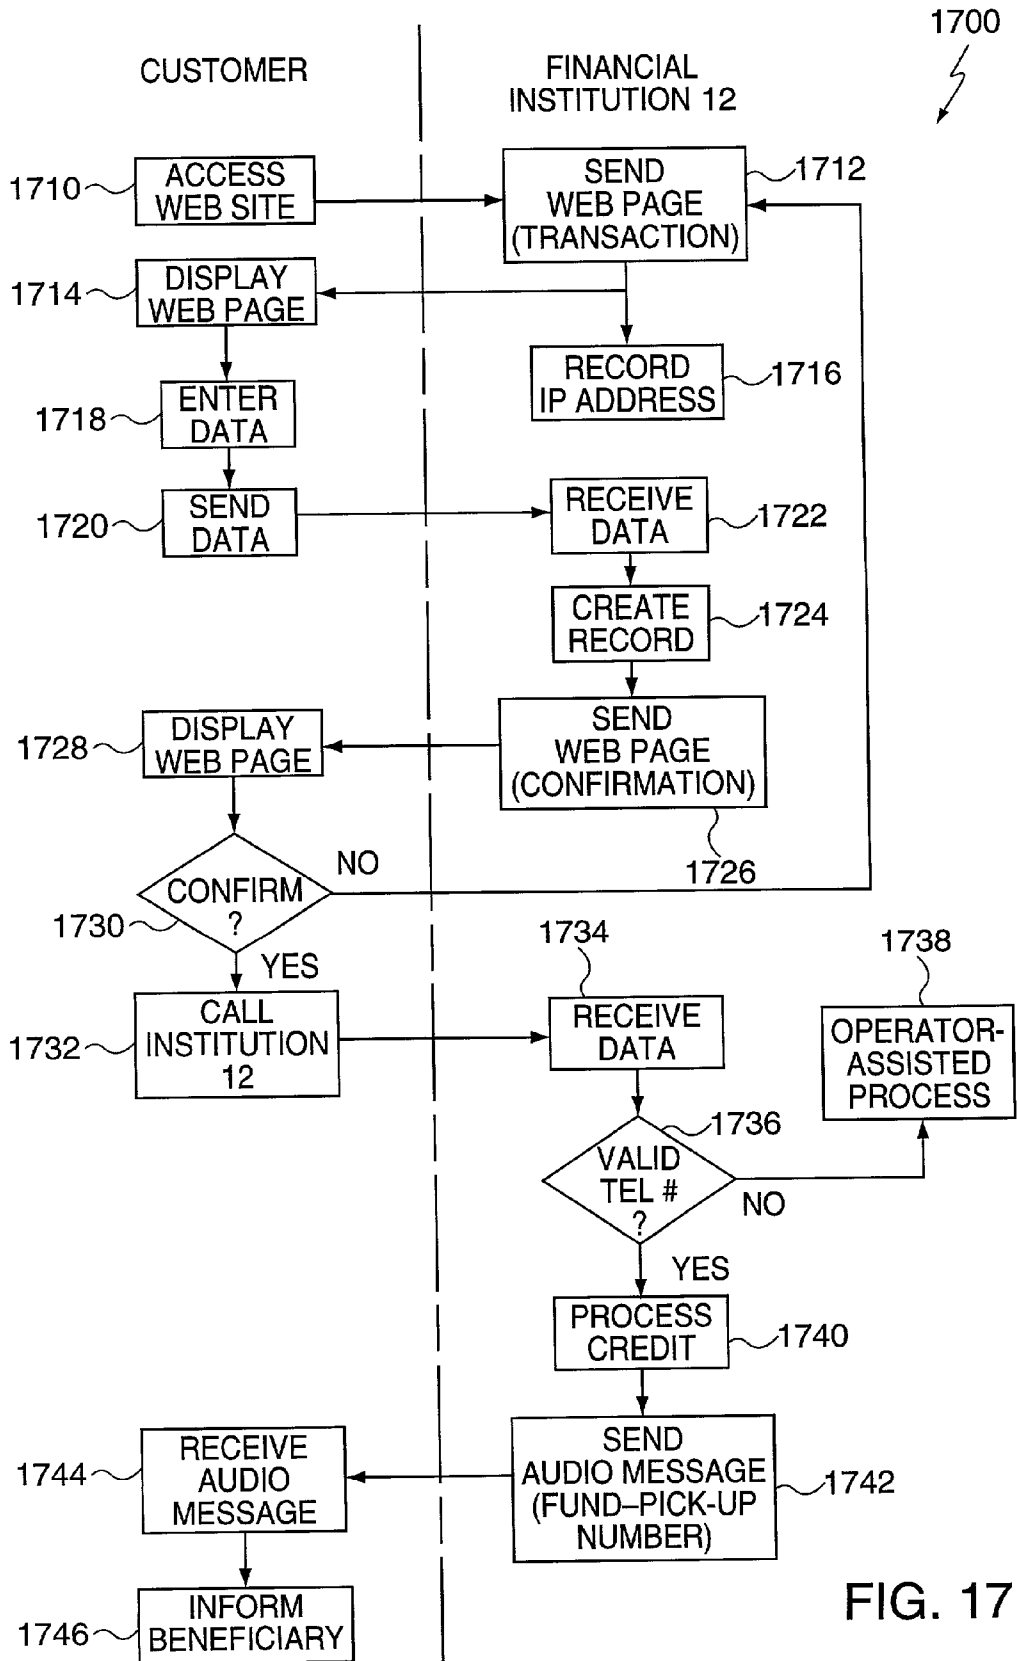 1700
CUSTOMER
FINANCIAL
INSTITUTION 12
1710
ACCESS
WEB SITE
SEND
WEB PAGE
(TRANSACTION)
1712
1714
DISPLAY
WEB PAGE
RECORD
IP ADDRESS
1716
1718
ENTER
DATA
1720
SEND
DATA
RECEIVE
DATA
1722
CREATE
RECORD
1724
1728
DISPLAY
WEB PAGE
SEND
WEB PAGE
(CONFIRMATION)
1726
CONFIRM
?
1730
NO
YES
1732
CALL
INSTITUTION
12
1734
RECEIVE
DATA
1738
OPERATOR-
ASSISTED
PROCESS
1736
VALID
TEL #
?
NO
YES
PROCESS
CREDIT
1740
1744
RECEIVE
AUDIO
MESSAGE
SEND
AUDIO MESSAGE
(FUND–PICK-UP
NUMBER)
1742
1746
INFORM
BENEFICIARY
FIG. 17